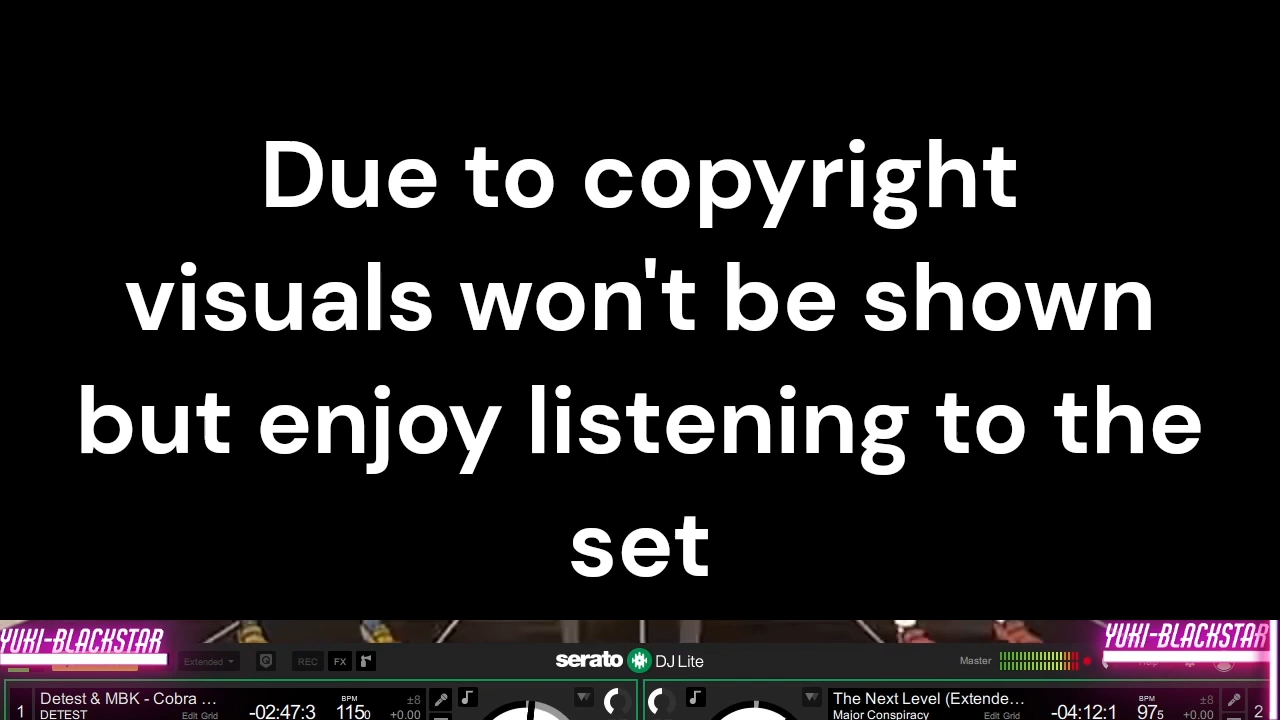 Due to copyright
visuals won't be shown
but enjoy listening to the
set
YUKI-BLACKSTAR
YUKI-BLACKSTAR
Extended
REC
FX
serato DJ Lite
Master
Help
1
Detest & MBK - Cobra ...
DETEST
Edit Grid
-02:47:3
BPM
115.0
±8
+0.00
The Next Level (Extende...
Major Conspiracy
Edit Grid
-04:12:1
BPM
97.5
±8
+0.00
2